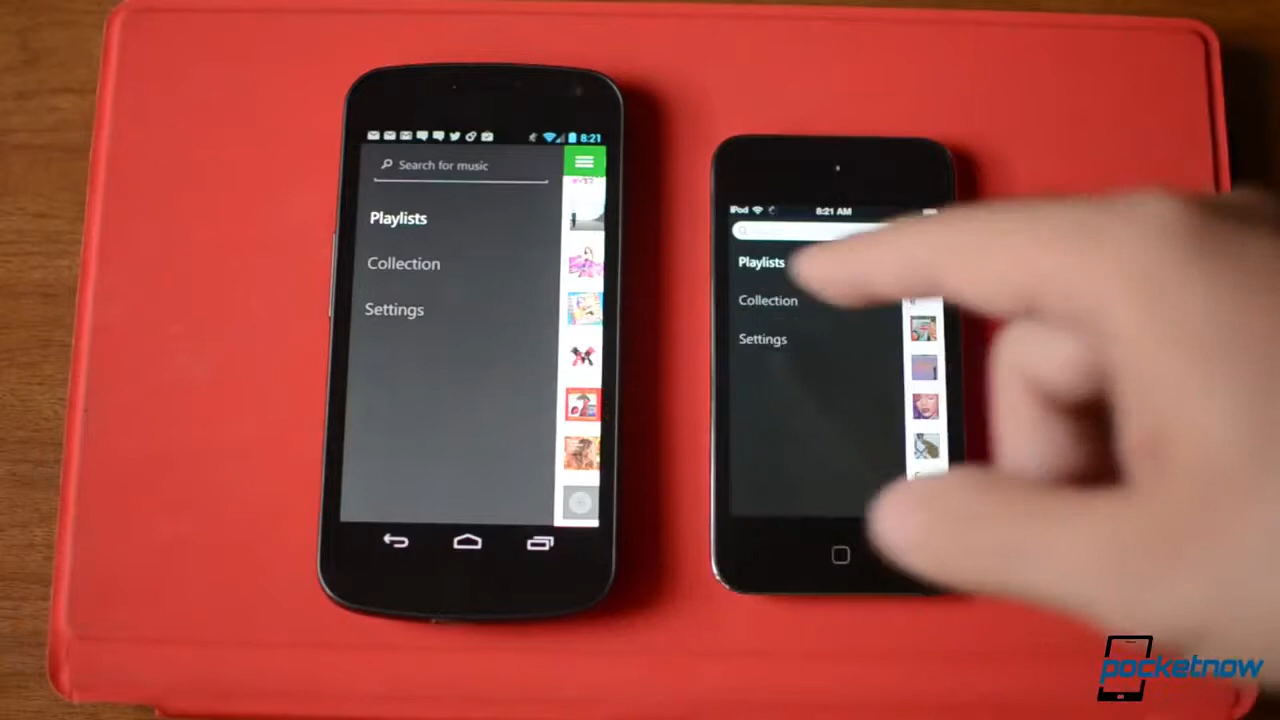 8:21
Search for music
Playlists
Collection
Settings
iPod
8:21 AM
Playlists
Collection
Settings
pocketnow